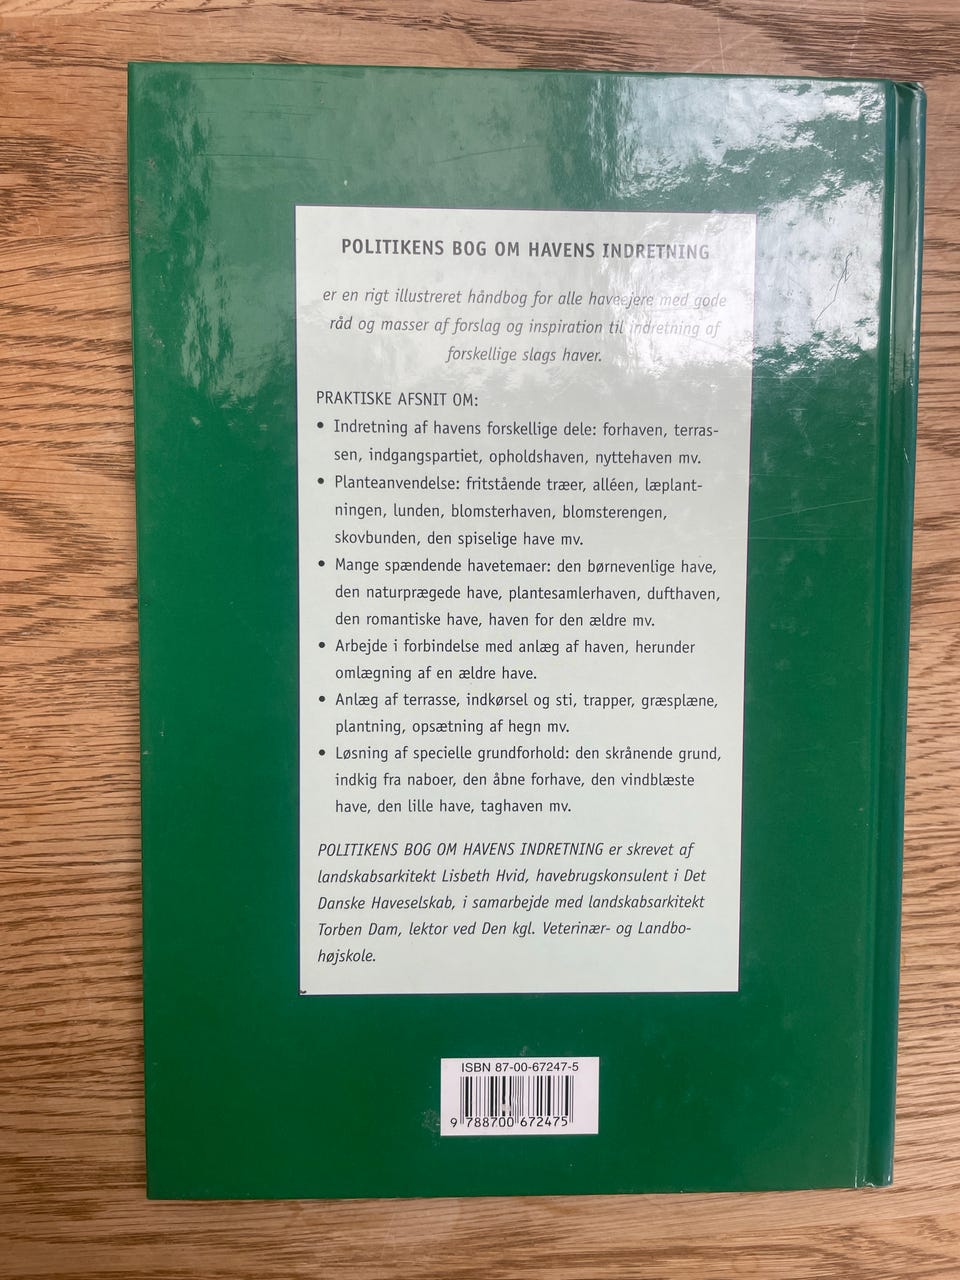 POLITIKENS BOG OM HAVENS INDRETNING
er en rigt illustreret håndbog for alle haveejere med gode
råd og masser af forslag og inspiration til indretning af
forskellige slags haver.
PRAKTISKE AFSNIT OM:
• Indretning af havens forskellige dele: forhaven, terras-
sen, indgangspartiet, opholdshaven, nyttehaven mv.
• Planteanvendelse: fritstående træer, alléen, læplant-
ningen, lunden, blomsterhaven, blomsterengen,
skovbunden, den spiselige have mv.
• Mange spændende havetemaer: den børnevenlige have,
den naturprægede have, plantesamlerhaven, dufthaven,
den romantiske have, haven for den ældre mv.
• Arbejde i forbindelse med anlæg af haven, herunder
omlægning af en ældre have.
• Anlæg af terrasse, indkørsel og sti, trapper, græsplæne,
plantning, opsætning af hegn mv.
• Løsning af specielle grundforhold: den skrånende grund,
indkig fra naboer, den åbne forhave, den vindblæste
have, den lille have, taghaven mv.
POLITIKENS BOG OM HAVENS INDRETNING er skrevet af
landskabsarkitekt Lisbeth Hvid, havebrugskonsulent i Det
Danske Haveselskab, i samarbejde med landskabsarkitekt
Torben Dam, lektor ved Den kgl. Veterinær- og Landbo-
højskole.
ISBN 87-00-67247-5
9 788700 672475